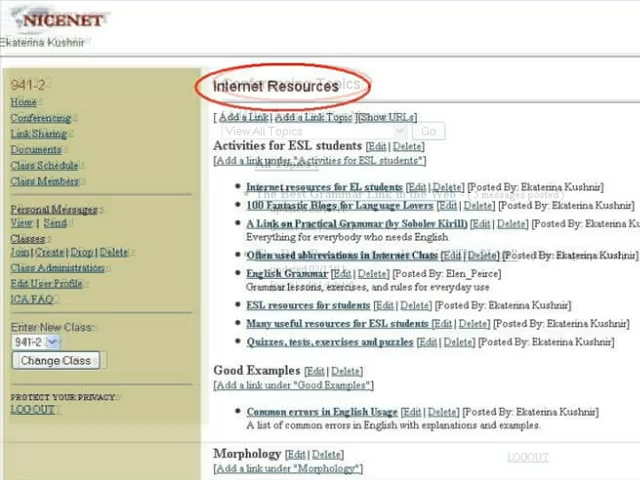 NICENET
Ekaterina Kushnir
941-2
Home
Conferencing
Link Sharing
Documents
Class Schedule
Class Members
Personal Messages
View | Send
Classes
Join | Create | Drop | Delete
Class Administration
Edit User Profile
ICA FAQ
Enter New Class:
941-2
Change Class
PROTECT YOUR PRIVACY
LOGOUT
Internet Resources
Conferencing Topics
[ Add a Link | Add a Link Topic ][Show URLs]
View All Topics Go
Activities for ESL students [Edit | Delete]
[Add a link under "Activities for ESL students"]
Internet resources for EL students [Edit | Delete] [Posted By: Ekaterina Kushnir]
The Best Grammar Link in the Web
100 Fantastic Blogs for Language Lovers [Edit | Delete] [Posted By: Ekaterina Kushnir]
A Link on Practical Grammar (by Sobolev Kirill) [Edit | Delete] [Posted By: Ekaterina Ku
Everything for everybody who needs English
Often used abbreviations in Internet Chats [Edit | Delete] [Posted By: Ekaterina Kushnir]
English Grammar [Edit | Delete] [Posted By: Elen_Peirce]
Grammar lessons, exercises, and rules for everyday use
ESL resources for students [Edit | Delete] [Posted By: Ekaterina Kushnir]
Many useful resources for ESL students [Edit | Delete] [Posted By: Ekaterina Kushnir]
Quizzes, tests, exercises and puzzles [Edit | Delete] [Posted By: Ekaterina Kushnir]
Good Examples [Edit | Delete]
[Add a link under "Good Examples"]
Common errors in English Usage [Edit | Delete] [Posted By: Ekaterina Kushnir]
A list of common errors in English with explanations and examples.
Morphology [Edit | Delete]
LOGOUT
[Add a link under "Morphology"]